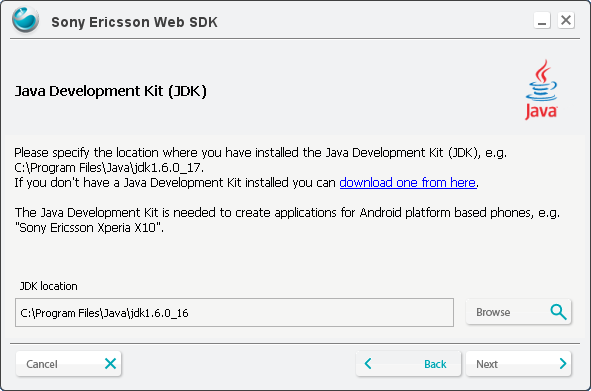 Sony Ericsson Web SDK
Java Development Kit (JDK)
Java
Please specify the location where you have installed the Java Development Kit (JDK), e.g.
C:\Program Files\Java\jdk1.6.0_17.
If you don't have a Java Development Kit installed you can download one from here.
The Java Development Kit is needed to create applications for Android platform based phones, e.g.
"Sony Ericsson Xperia X10".
JDK location
C:\Program Files\Java\jdk1.6.0_16
Browse
Cancel
Back
Next